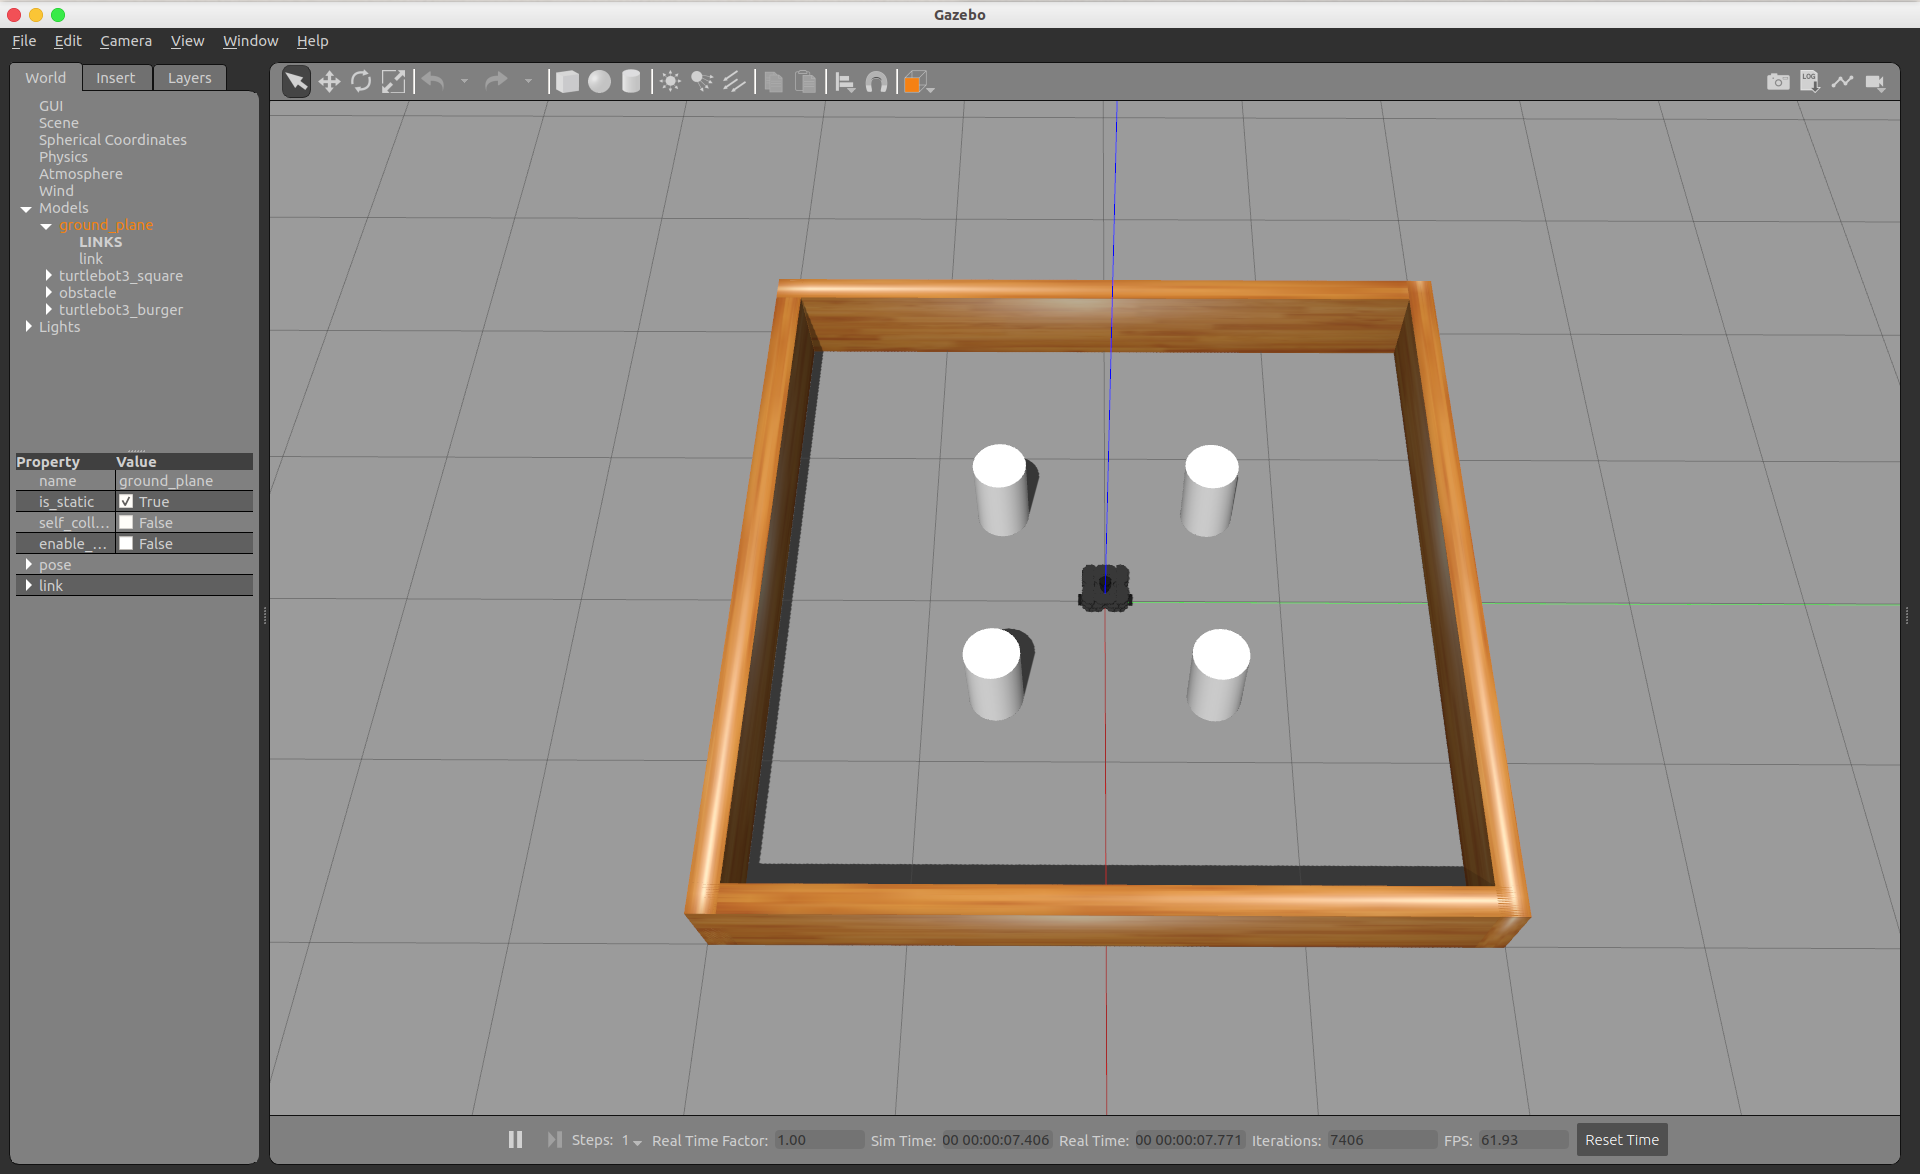 Gazebo
File Edit Camera View Window Help
World Insert Layers
LOG
GUI
Scene
Spherical Coordinates
Physics
Atmosphere
Wind
Models
ground_plane
LINKS
link
turtlebot3_square
obstacle
turtlebot3_burger
Lights
Property Value
name ground_plane
is_static True
self_coll... False
enable_... False
pose
link
Steps: 1 Real Time Factor: 1.00 Sim Time: 00 00:00:07.406 Real Time: 00 00:00:07.771 Iterations: 7406 FPS: 61.93 Reset Time